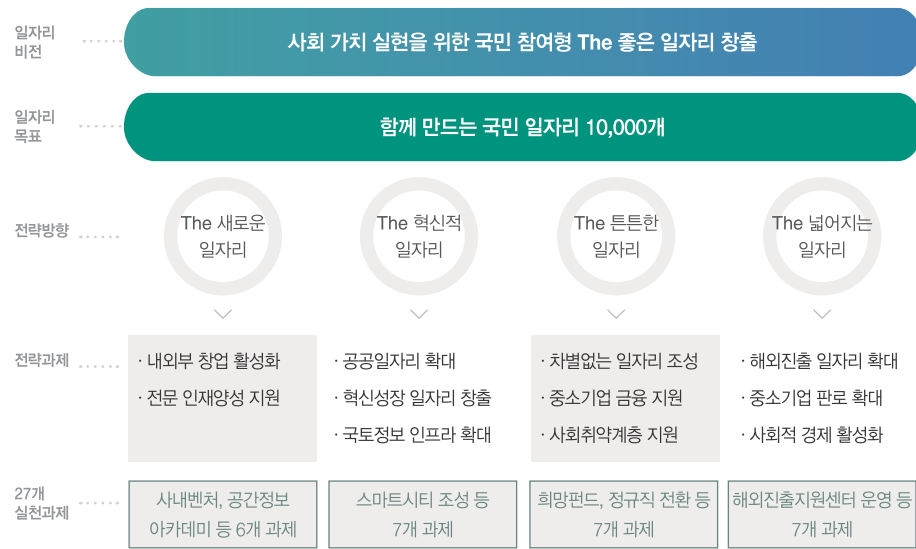 일자리
비전
사회 가치 실현을 위한 국민 참여형 The 좋은 일자리 창출
일자리
목표
함께 만드는 국민 일자리 10,000개
전략방향
The 새로운
일자리
The 혁신적
일자리
The 튼튼한
일자리
The 넓어지는
일자리
전략과제
· 내외부 창업 활성화
· 전문 인재양성 지원
· 공공일자리 확대
· 혁신성장 일자리 창출
· 국토정보 인프라 확대
· 차별없는 일자리 조성
· 중소기업 금융 지원
· 사회취약계층 지원
· 해외진출 일자리 확대
· 중소기업 판로 확대
· 사회적 경제 활성화
27개
실천과제
사내벤처, 공간정보
아카데미 등 6개 과제
스마트시티 조성 등
7개 과제
희망펀드, 정규직 전환 등
7개 과제
해외진출지원센터 운영 등
7개 과제